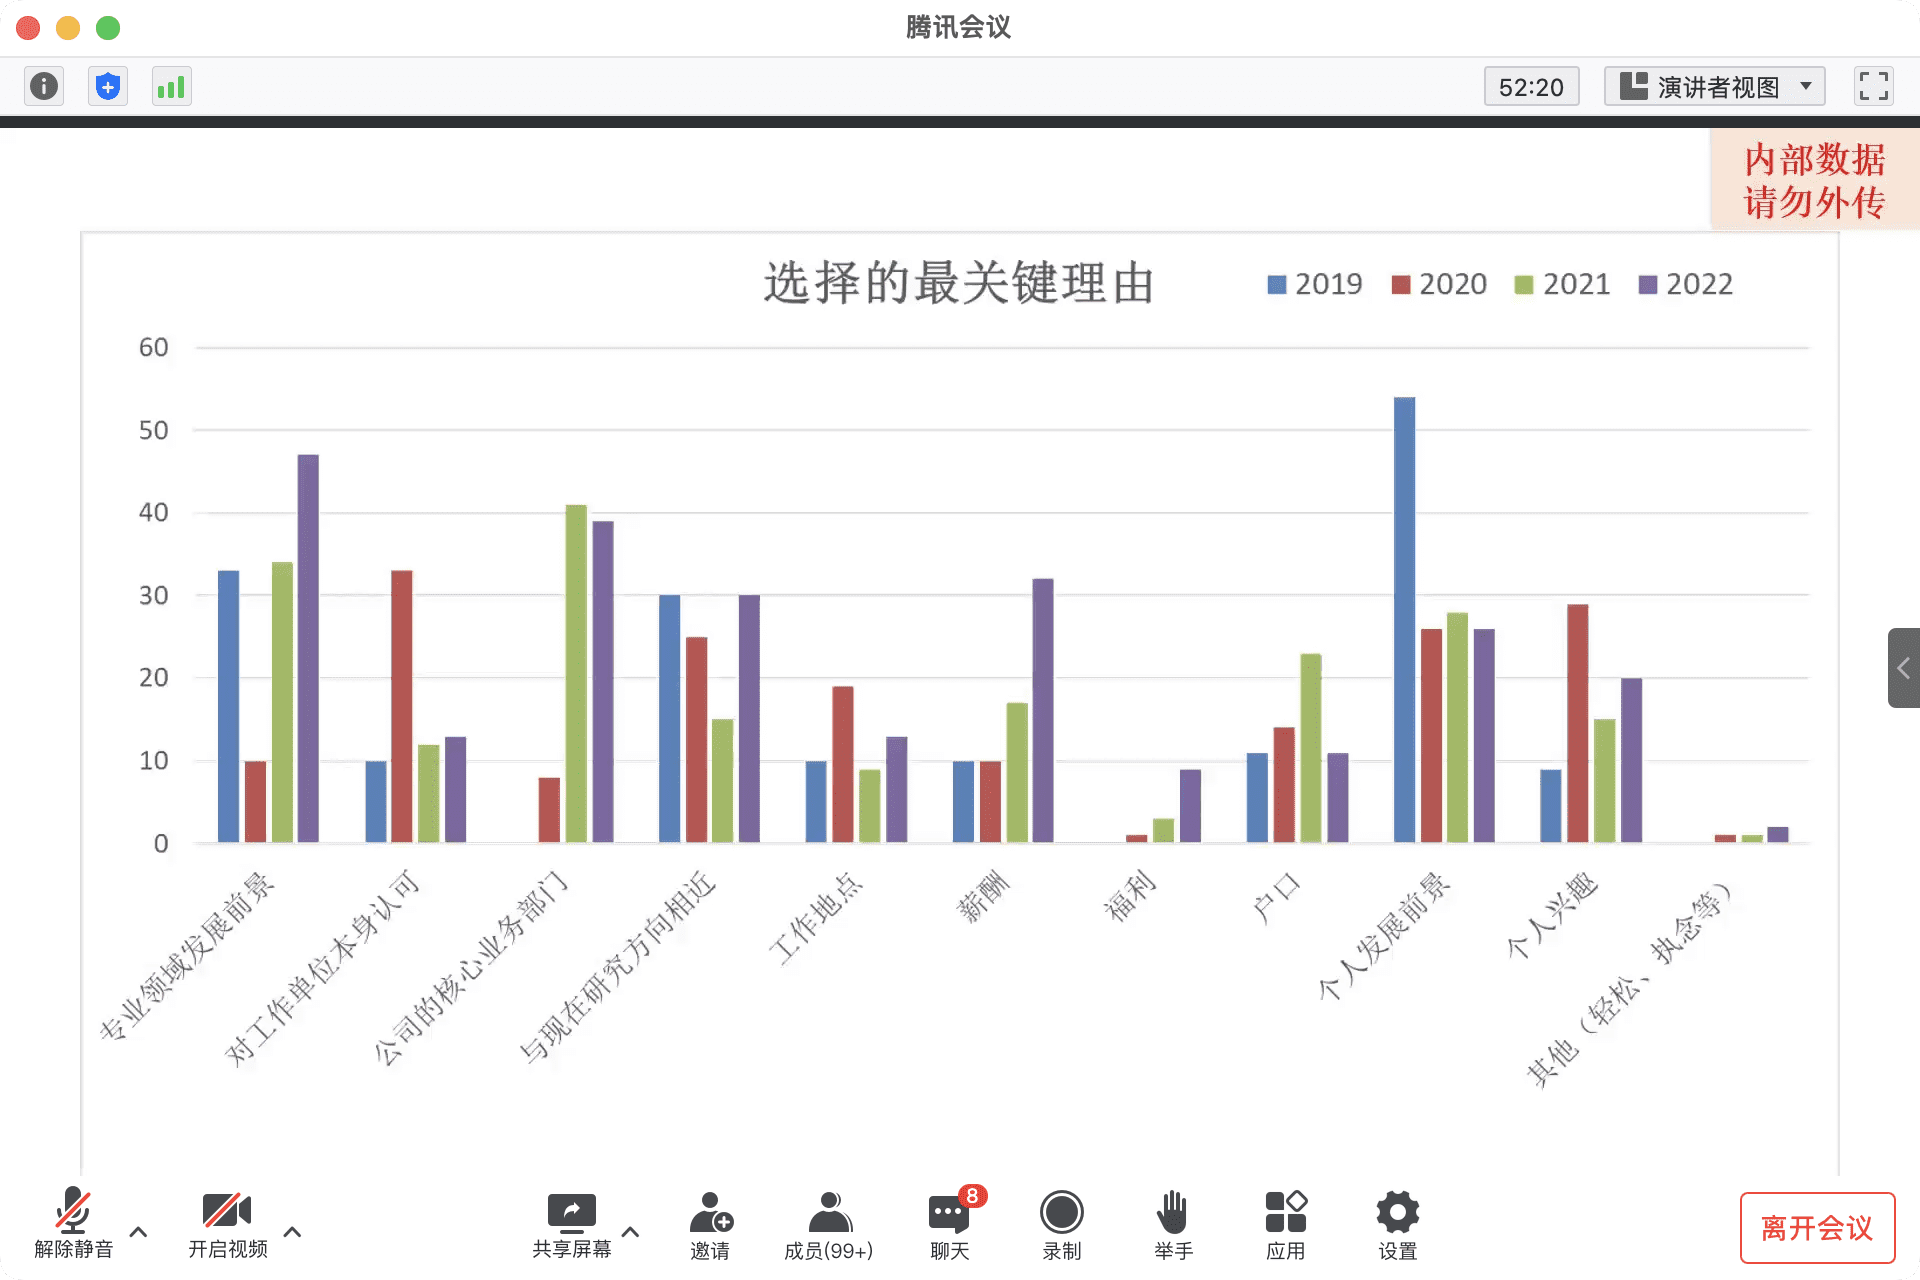 腾讯会议
52:20
演讲者视图
内部数据
请勿外传
选择的最关键理由
2019
2020
2021
2022
60
50
40
30
20
10
0
专业领域发展前景
对工作单位本身认可
公司的核心业务部门
与现在研究方向相近
工作地点
薪酬
福利
户口
个人发展前景
个人兴趣
其他（轻松、执念等）
解除静音
开启视频
共享屏幕
邀请
成员(99+)
8
聊天
录制
举手
应用
设置
离开会议